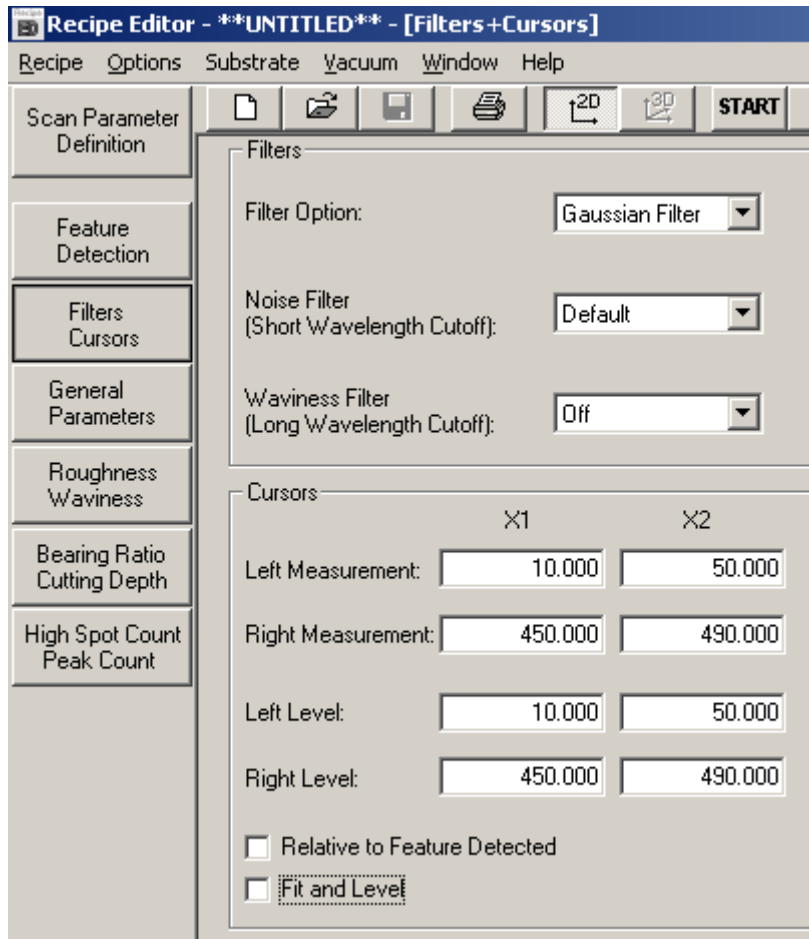 Recipe Editor - **UNTITLED** - [Filters+Cursors]
Recipe Options Substrate Vacuum Window Help
Scan Parameter
Definition
2D 3D START
Feature
Detection
Filters
Cursors
General
Parameters
Roughness
Waviness
Bearing Ratio
Cutting Depth
High Spot Count
Peak Count
Filters
Filter Option: Gaussian Filter
Noise Filter
(Short Wavelength Cutoff): Default
Waviness Filter
(Long Wavelength Cutoff): Off
Cursors
X1 X2
Left Measurement: 10.000 50.000
Right Measurement: 450.000 490.000
Left Level: 10.000 50.000
Right Level: 450.000 490.000
Relative to Feature Detected
Fit and Level